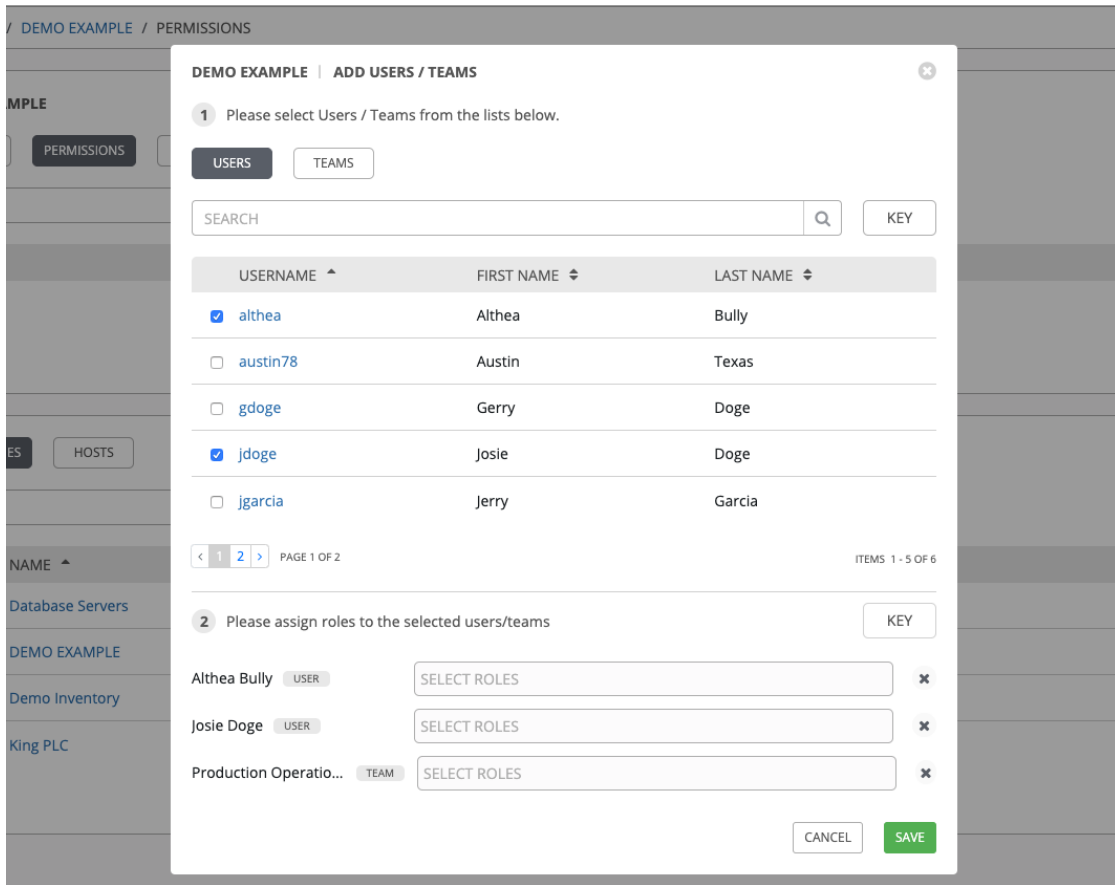 / DEMO EXAMPLE / PERMISSIONS
DEMO EXAMPLE | ADD USERS / TEAMS
MPLE
1 Please select Users / Teams from the lists below.
PERMISSIONS
USERS TEAMS
SEARCH KEY
USERNAME FIRST NAME LAST NAME
althea Althea Bully
austin78 Austin Texas
gdoge Gerry Doge
ES HOSTS
jdoge Josie Doge
jgarcia Jerry Garcia
< 1 2 > PAGE 1 OF 2 ITEMS 1 - 5 OF 6
NAME
Database Servers
DEMO EXAMPLE
Demo Inventory
King PLC
2 Please assign roles to the selected users/teams KEY
Althea Bully USER SELECT ROLES
Josie Doge USER SELECT ROLES
Production Operatio... TEAM SELECT ROLES
CANCEL SAVE